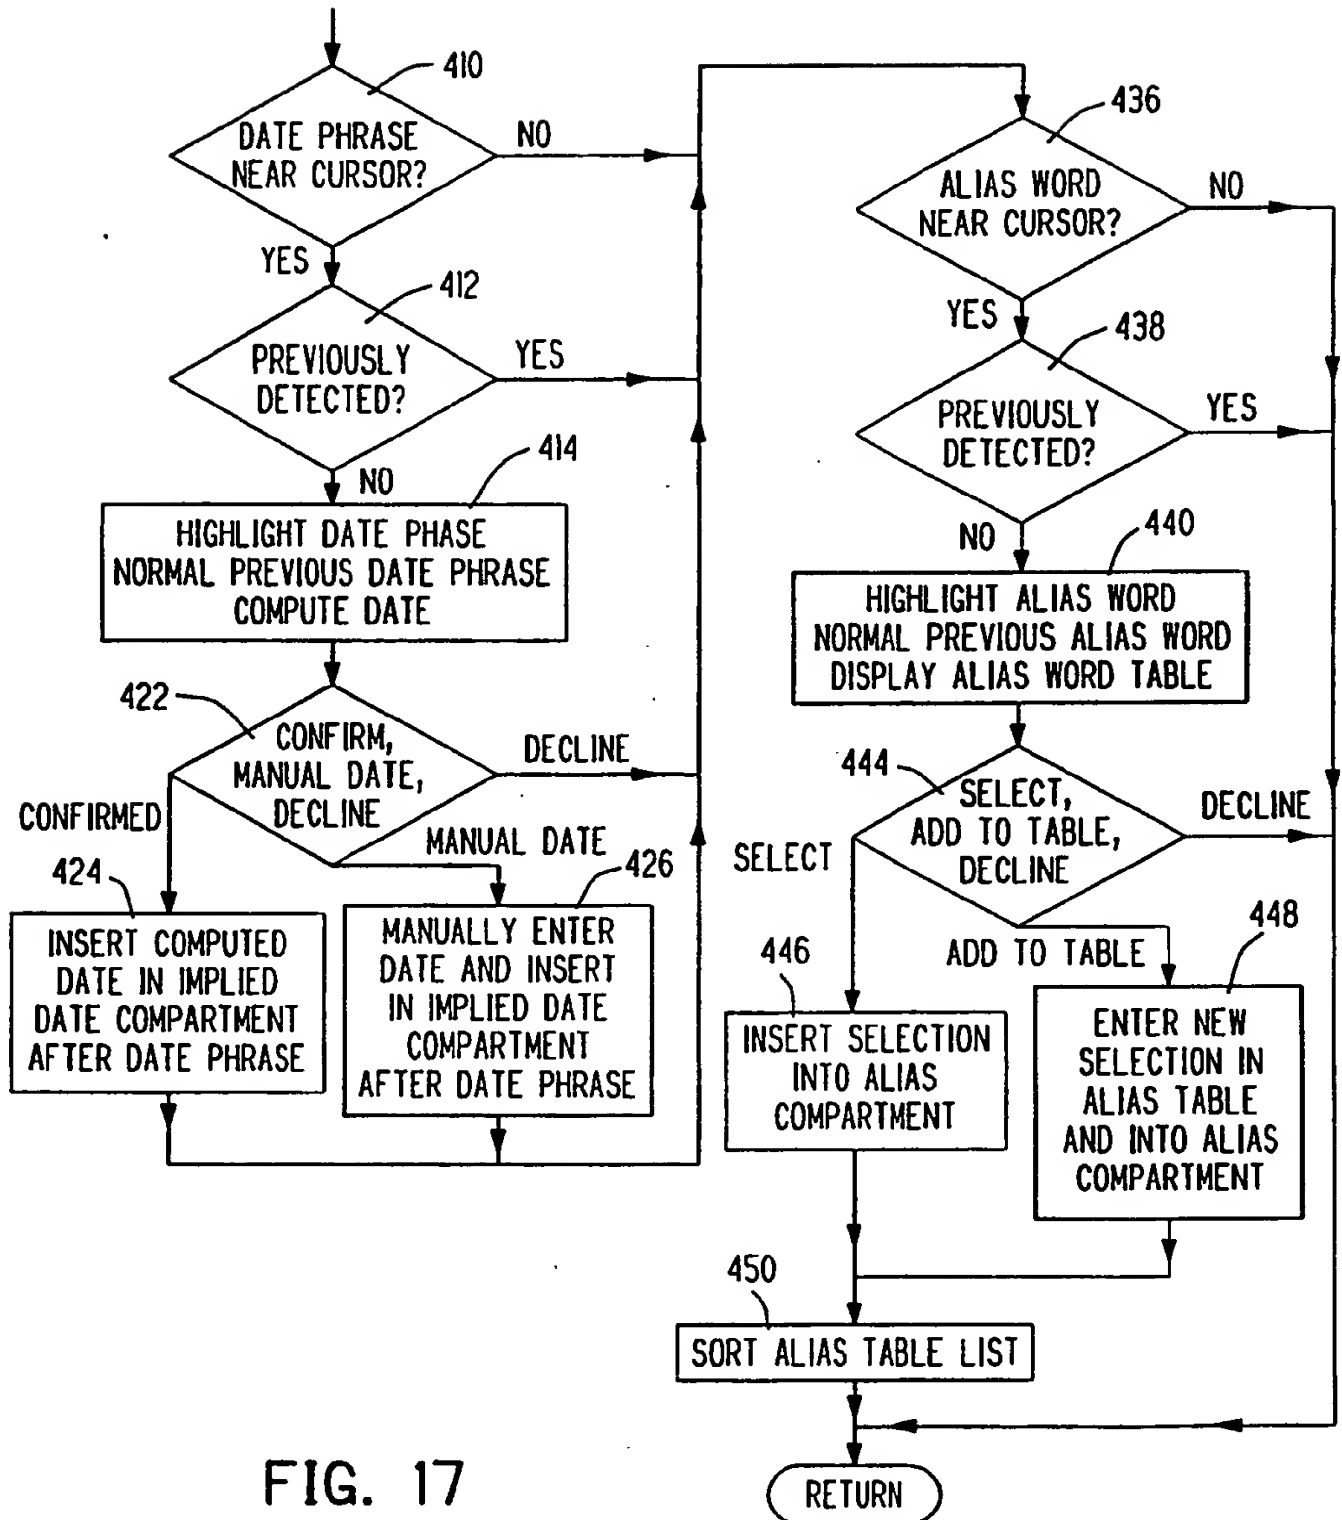 410
DATE PHRASE
NEAR CURSOR?
NO
YES
412
PREVIOUSLY
DETECTED?
YES
NO
414
HIGHLIGHT DATE PHASE
NORMAL PREVIOUS DATE PHRASE
COMPUTE DATE
422
CONFIRM,
MANUAL DATE,
DECLINE
DECLINE
CONFIRMED
MANUAL DATE
424
INSERT COMPUTED
DATE IN IMPLIED
DATE COMPARTMENT
AFTER DATE PHRASE
426
MANUALLY ENTER
DATE AND INSERT
IN IMPLIED DATE
COMPARTMENT
AFTER DATE PHRASE
436
ALIAS WORD
NEAR CURSOR?
NO
YES
438
PREVIOUSLY
DETECTED?
YES
NO
440
HIGHLIGHT ALIAS WORD
NORMAL PREVIOUS ALIAS WORD
DISPLAY ALIAS WORD TABLE
444
SELECT,
ADD TO TABLE,
DECLINE
DECLINE
SELECT
ADD TO TABLE
446
INSERT SELECTION
INTO ALIAS
COMPARTMENT
448
ENTER NEW
SELECTION IN
ALIAS TABLE
AND INTO ALIAS
COMPARTMENT
450
SORT ALIAS TABLE LIST
RETURN
FIG. 17